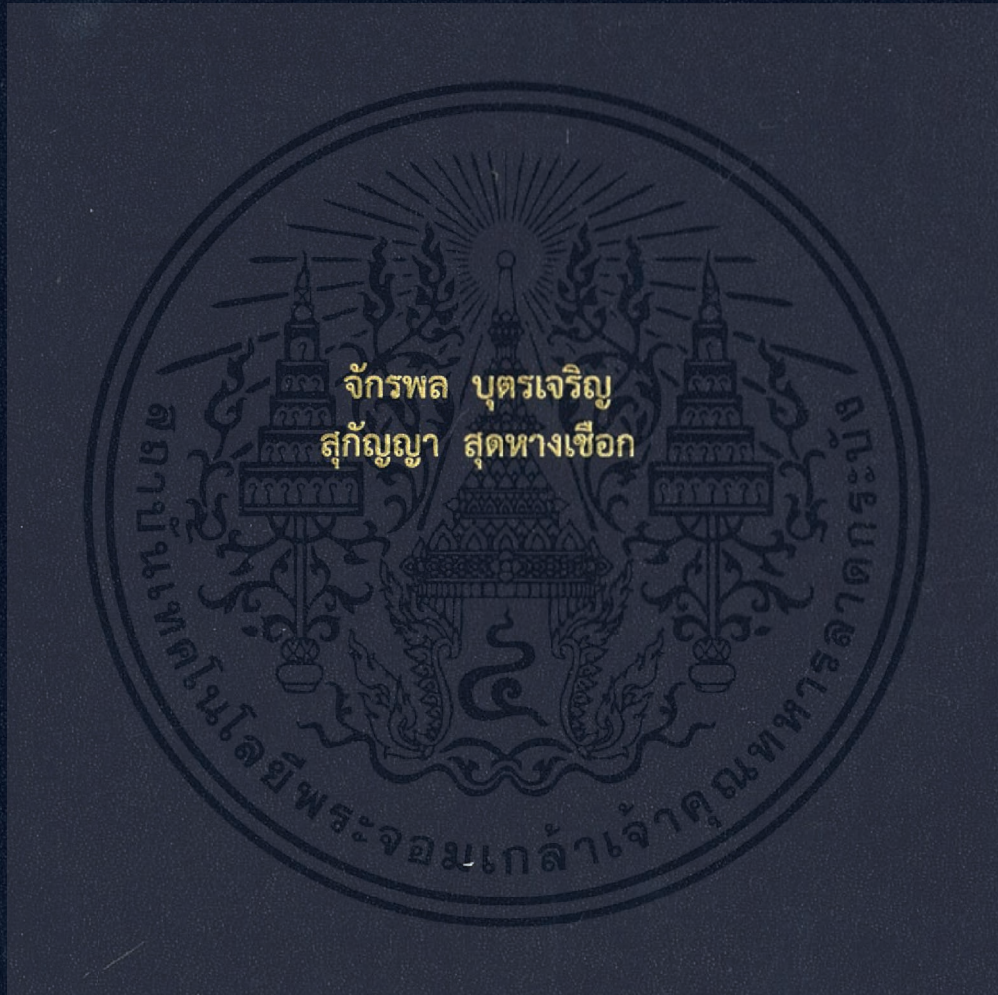 จักรพล บุตรเจริญ
สุกัญญา สุดหางเชือก
สถาบันเทคโนโลยีพระจอมเกล้าเจ้าคุณทหารลาดกระบัง
๔